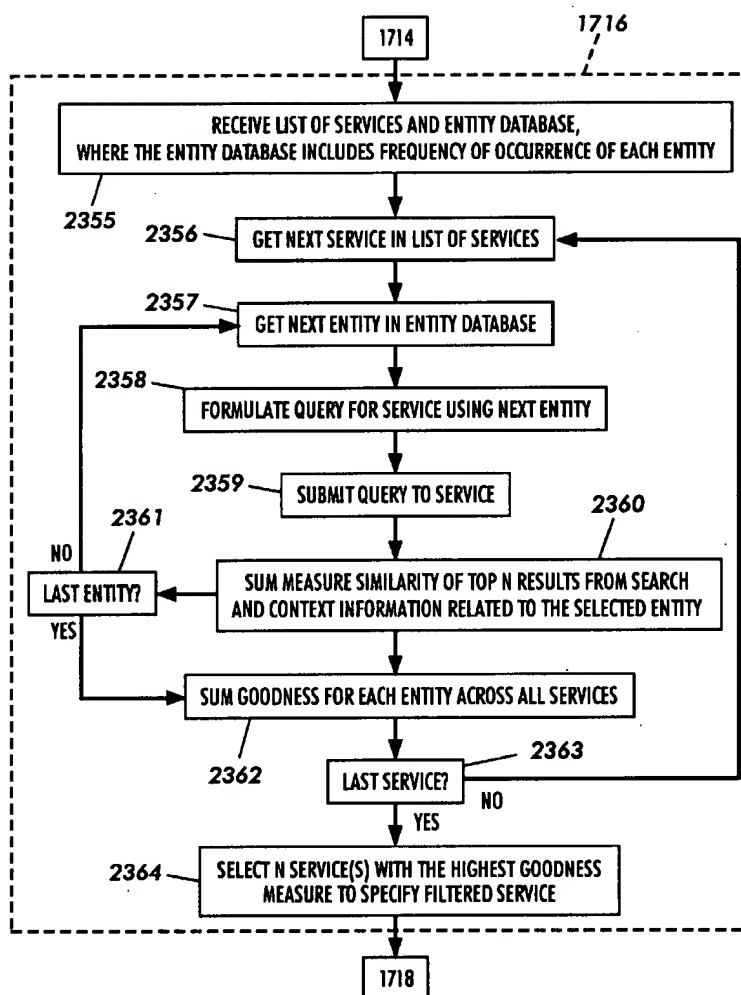 1714
1716
RECEIVE LIST OF SERVICES AND ENTITY DATABASE,
WHERE THE ENTITY DATABASE INCLUDES FREQUENCY OF OCCURRENCE OF EACH ENTITY
2355
2356
GET NEXT SERVICE IN LIST OF SERVICES
2357
GET NEXT ENTITY IN ENTITY DATABASE
2358
FORMULATE QUERY FOR SERVICE USING NEXT ENTITY
2359
SUBMIT QUERY TO SERVICE
2360
2361
NO
LAST ENTITY?
YES
SUM MEASURE SIMILARITY OF TOP N RESULTS FROM SEARCH
AND CONTEXT INFORMATION RELATED TO THE SELECTED ENTITY
SUM GOODNESS FOR EACH ENTITY ACROSS ALL SERVICES
2362
2363
LAST SERVICE?
NO
YES
2364
SELECT N SERVICE(S) WITH THE HIGHEST GOODNESS
MEASURE TO SPECIFY FILTERED SERVICE
1718